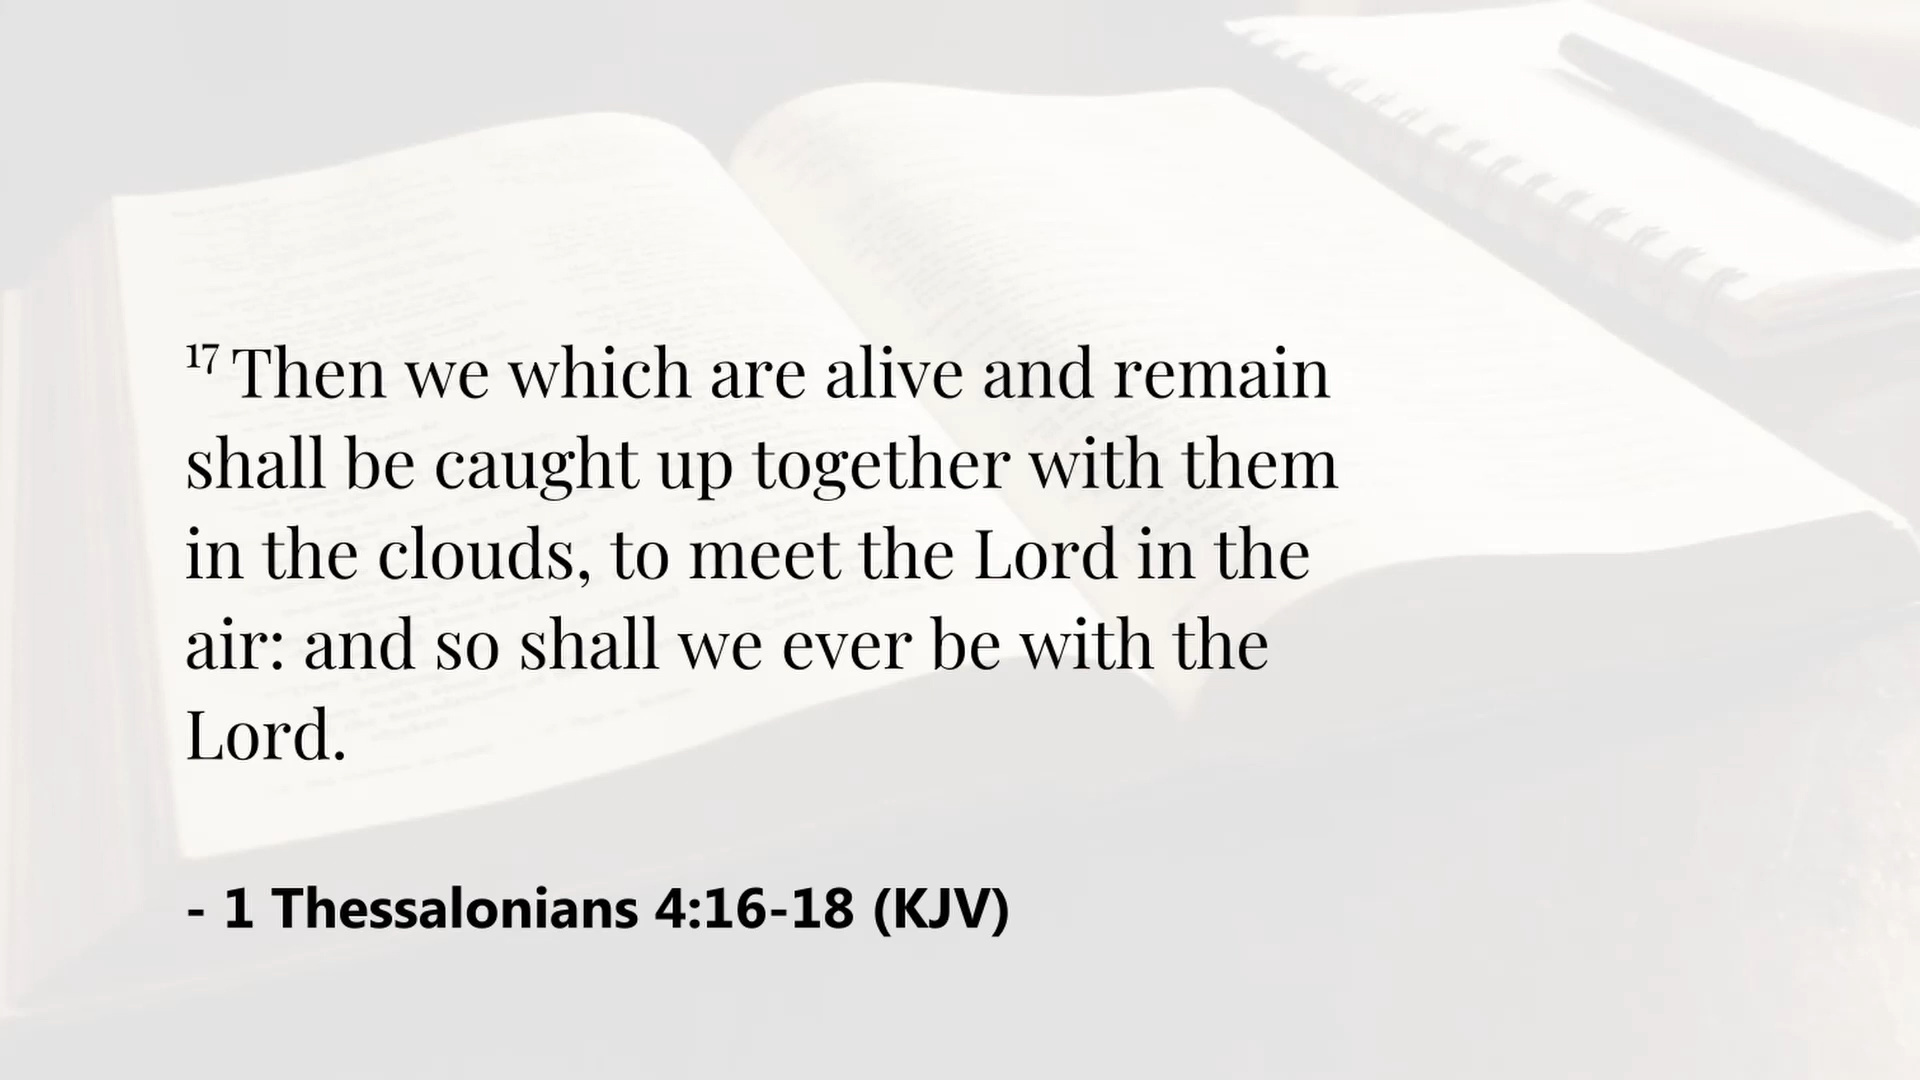 17 Then we which are alive and remain
shall be caught up together with them
in the clouds, to meet the Lord in the
air: and so shall we ever be with the
Lord.
- 1 Thessalonians 4:16-18 (KJV)